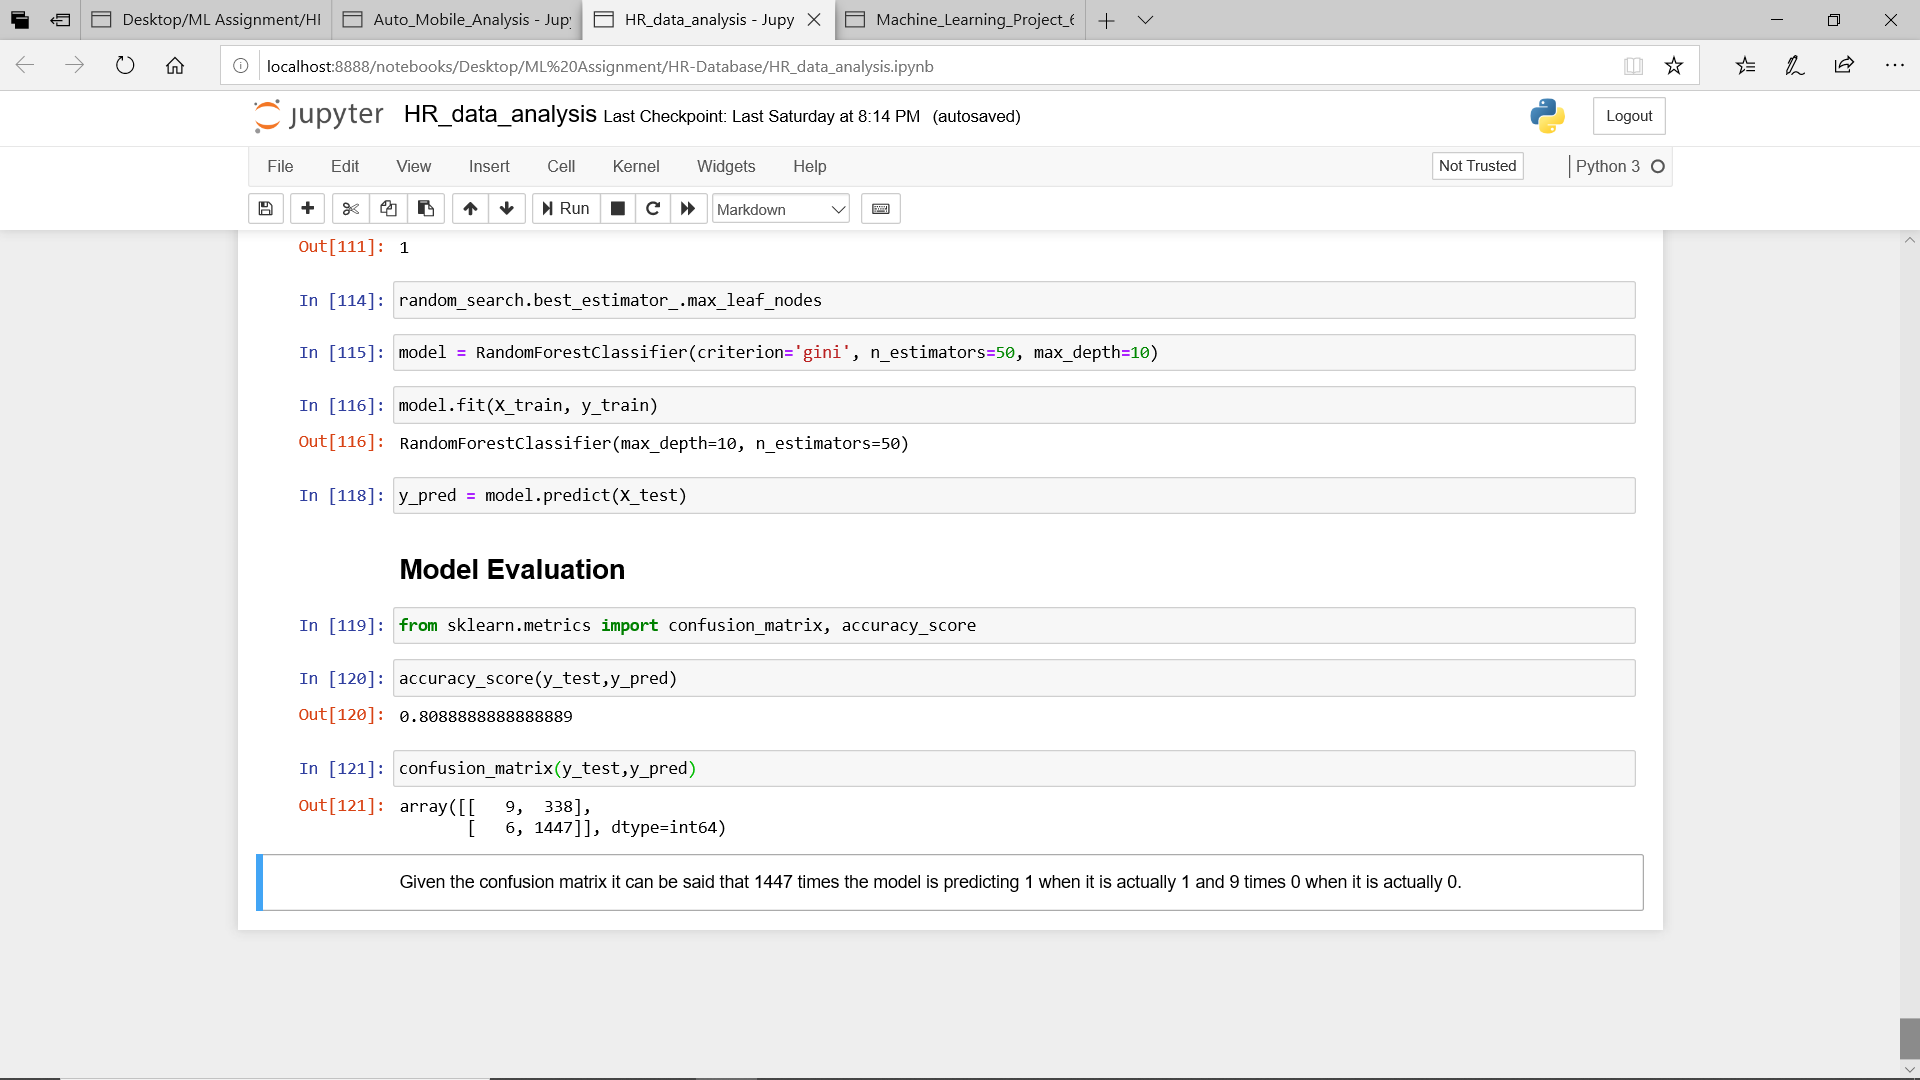 Desktop/ML Assignment/HI
Auto_Mobile_Analysis - Jup
HR_data_analysis - Jupy
Machine_Learning_Project_6
localhost:8888/notebooks/Desktop/ML%20Assignment/HR-Database/HR_data_analysis.ipynb
jupyter HR_data_analysis Last Checkpoint: Last Saturday at 8:14 PM (autosaved)
Logout
File Edit View Insert Cell Kernel Widgets Help
Not Trusted
Python 3
Run
Markdown
Out[111]: 1
In [114]: random_search.best_estimator_.max_leaf_nodes
In [115]: model = RandomForestClassifier(criterion='gini', n_estimators=50, max_depth=10)
In [116]: model.fit(X_train, y_train)
Out[116]: RandomForestClassifier(max_depth=10, n_estimators=50)
In [118]: y_pred = model.predict(X_test)
Model Evaluation
In [119]: from sklearn.metrics import confusion_matrix, accuracy_score
In [120]: accuracy_score(y_test,y_pred)
Out[120]: 0.8088888888888889
In [121]: confusion_matrix(y_test,y_pred)
Out[121]: array([[   9,  338],
[   6, 1447]], dtype=int64)
Given the confusion matrix it can be said that 1447 times the model is predicting 1 when it is actually 1 and 9 times 0 when it is actually 0.